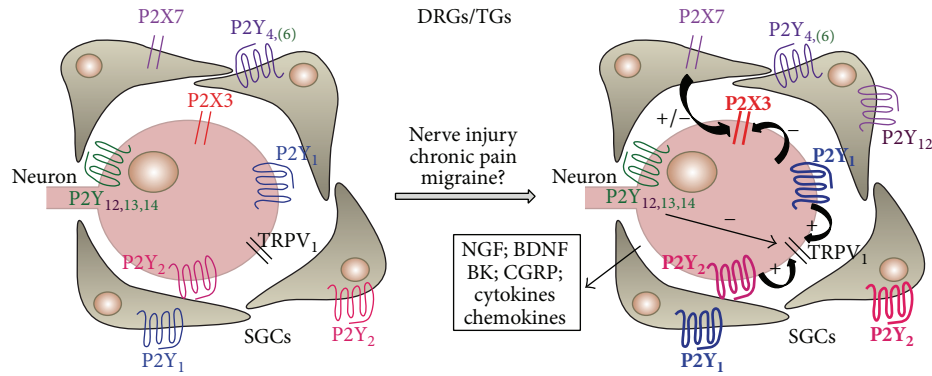 DRGs/TGs
P2X7
P2Y4,(6)
P2X3
P2Y1
Neuron
P2Y12,13,14
TRPV1
P2Y2
SGCs
P2Y2
P2Y1
Nerve injury
chronic pain
migraine?
NGF; BDNF
BK; CGRP;
cytokines
chemokines
P2X7
P2Y4,(6)
P2X3
+/−
−
P2Y12
P2Y1
Neuron
P2Y12,13,14
−
+
TRPV1
P2Y2
+
SGCs
P2Y2
P2Y1